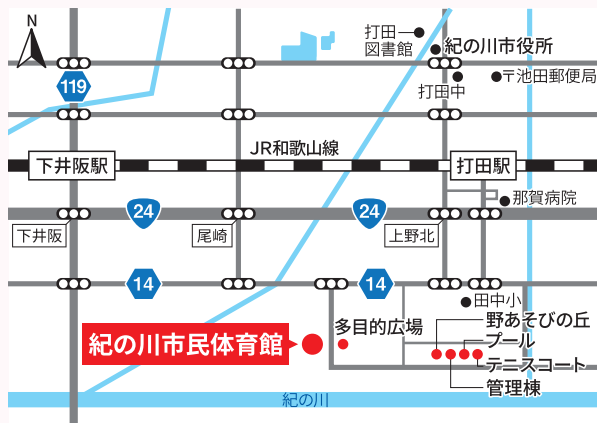 N
打田
図書館
紀の川市役所
打田中
〒池田郵便局
119
JR和歌山線
下井阪駅
打田駅
那賀病院
24
24
下井阪
尾崎
上野北
14
14
田中小
多目的広場
野あそびの丘
プール
紀の川市民体育館
テニスコート
管理棟
紀の川